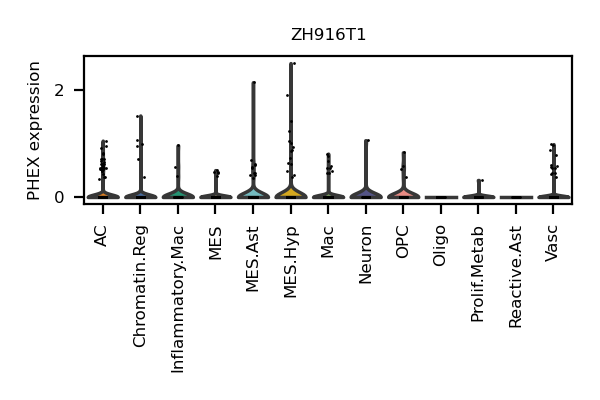 ZH916T1
PHEX expression
2
0
AC
Chromatin.Reg
Inflammatory.Mac
MES
MES.Ast
MES.Hyp
Mac
Neuron
OPC
Oligo
Prolif.Metab
Reactive.Ast
Vasc